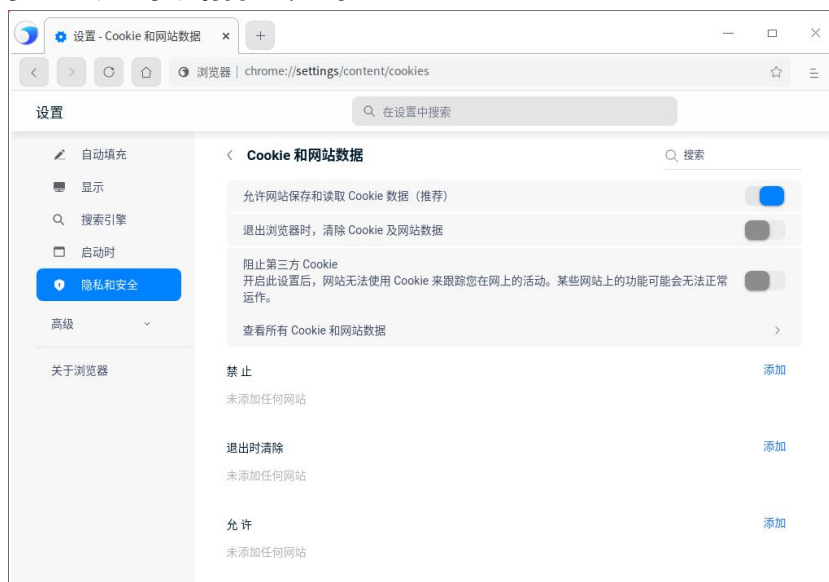 设置 - Cookie 和网站数据
浏览器 | chrome://settings/content/cookies
设置
在设置中搜索
自动填充
显示
搜索引擎
启动时
隐私和安全
高级
关于浏览器
Cookie 和网站数据
搜索
允许网站保存和读取 Cookie 数据（推荐）
退出浏览器时，清除 Cookie 及网站数据
阻止第三方 Cookie
开启此设置后，网站无法使用 Cookie 来跟踪您在网上的活动。某些网站上的功能可能会无法正常
运作。
查看所有 Cookie 和网站数据
禁止
添加
未添加任何网站
退出时清除
添加
未添加任何网站
允许
添加
未添加任何网站